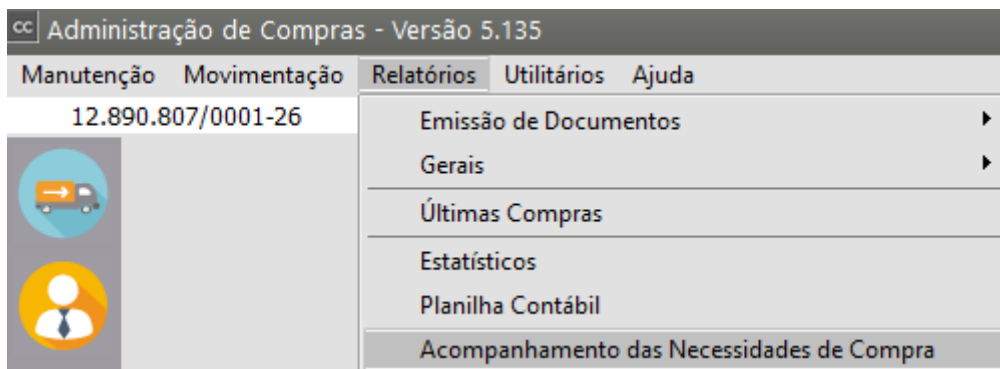 cc Administração de Compras - Versão 5.135
Manutenção Movimentação Relatórios Utilitários Ajuda
12.890.807/0001-26
Emissão de Documentos
Gerais
Últimas Compras
Estatísticos
Planilha Contábil
Acompanhamento das Necessidades de Compra